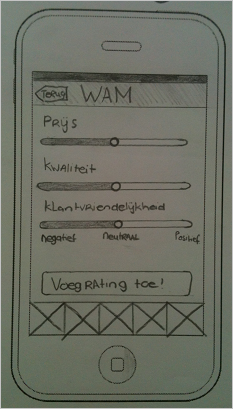 Terug
WAM
Prijs
kwaliteit
klantvriendelijkheid
Negatief Neutraal Positief
Voeg Rating toe!